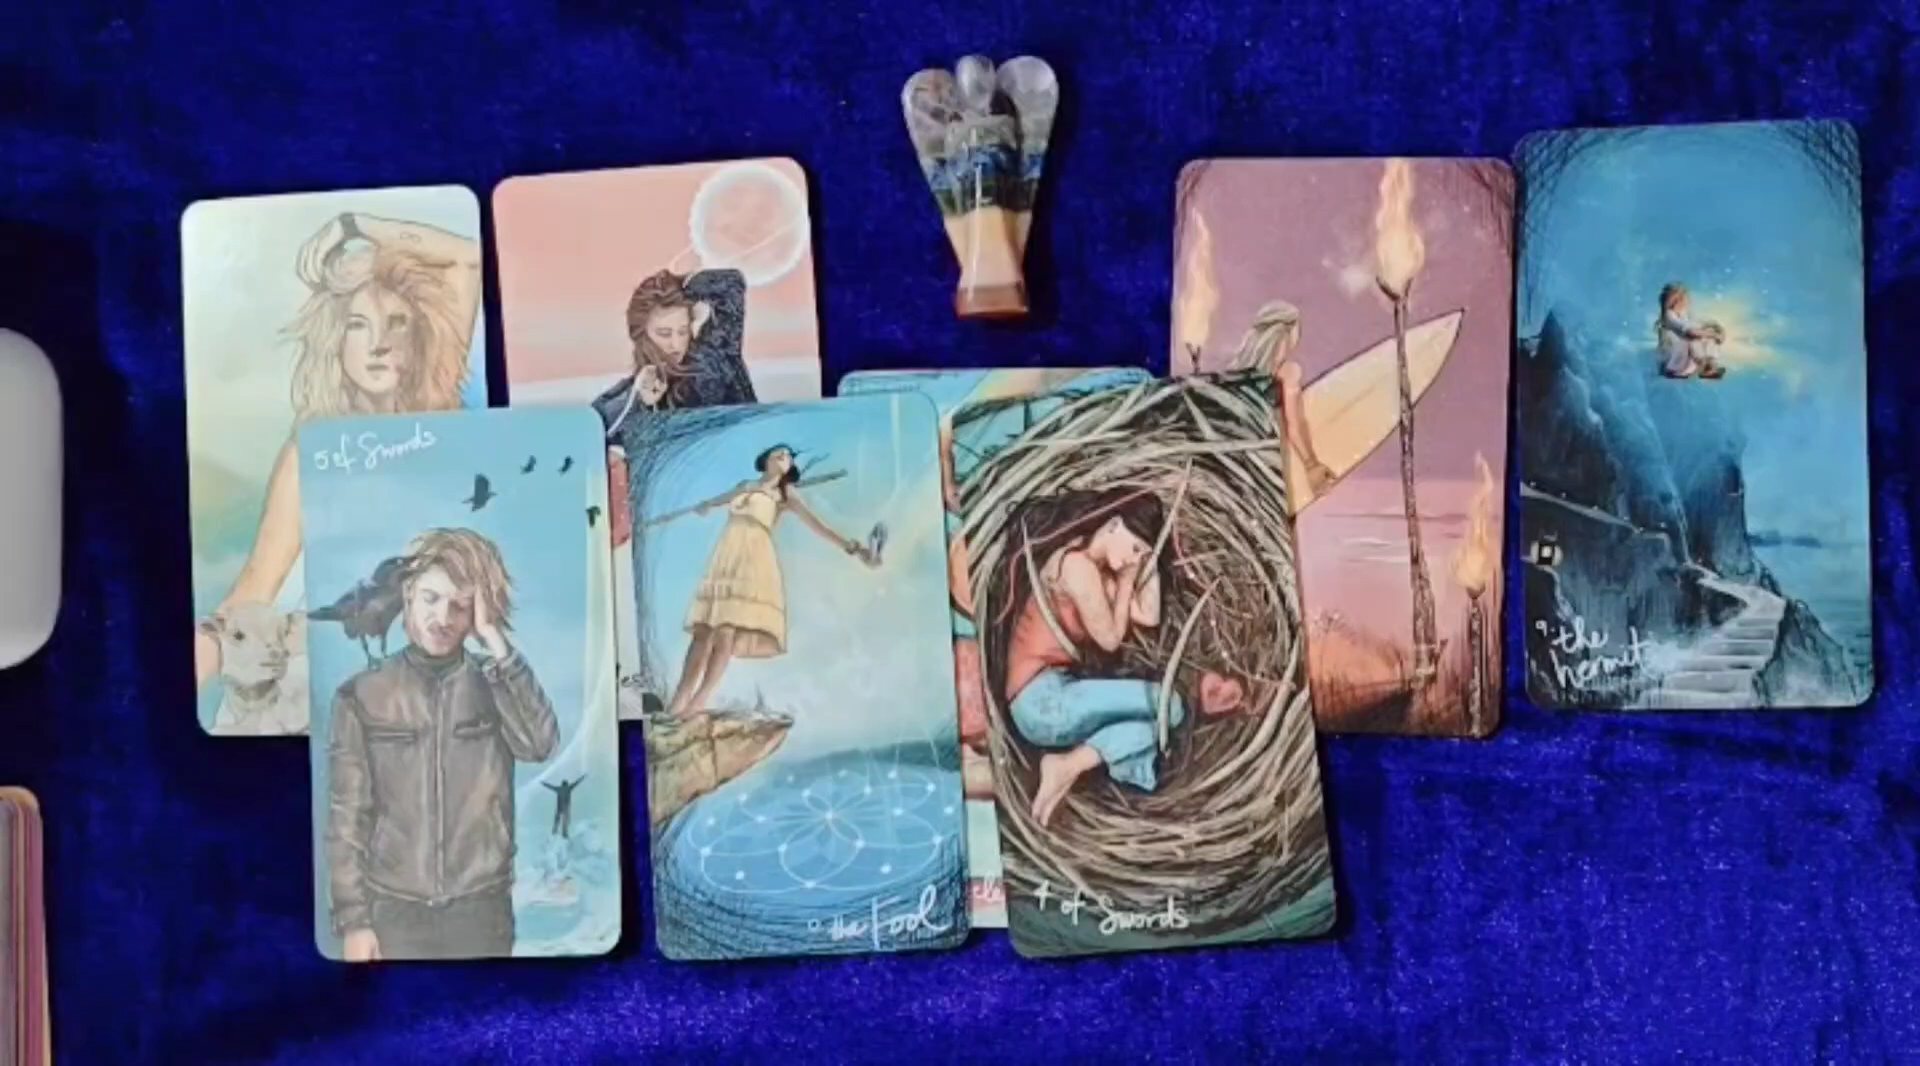 5 of Swords
9. the
hermit
4 of Swords
0 the Fool